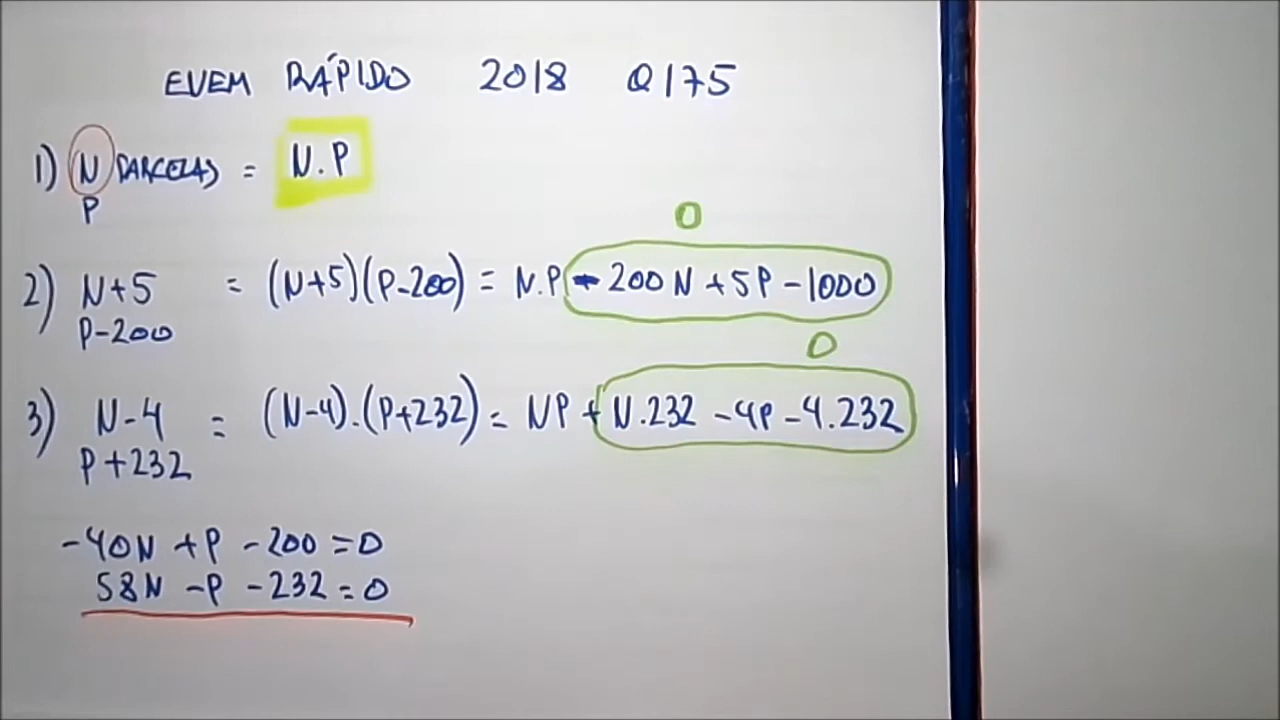 EVEM RÁPIDO 2018 Q175
1) N PARCELAS = N.P
P
0
2) N+5 = (N+5)(P-200) = N.P - 200N + 5P - 1000
P-200
0
3) N-4 = (N-4).(P+232) = NP + N.232 - 4P - 4.232
P+232
-40N + P - 200 = 0
58N - P - 232 = 0